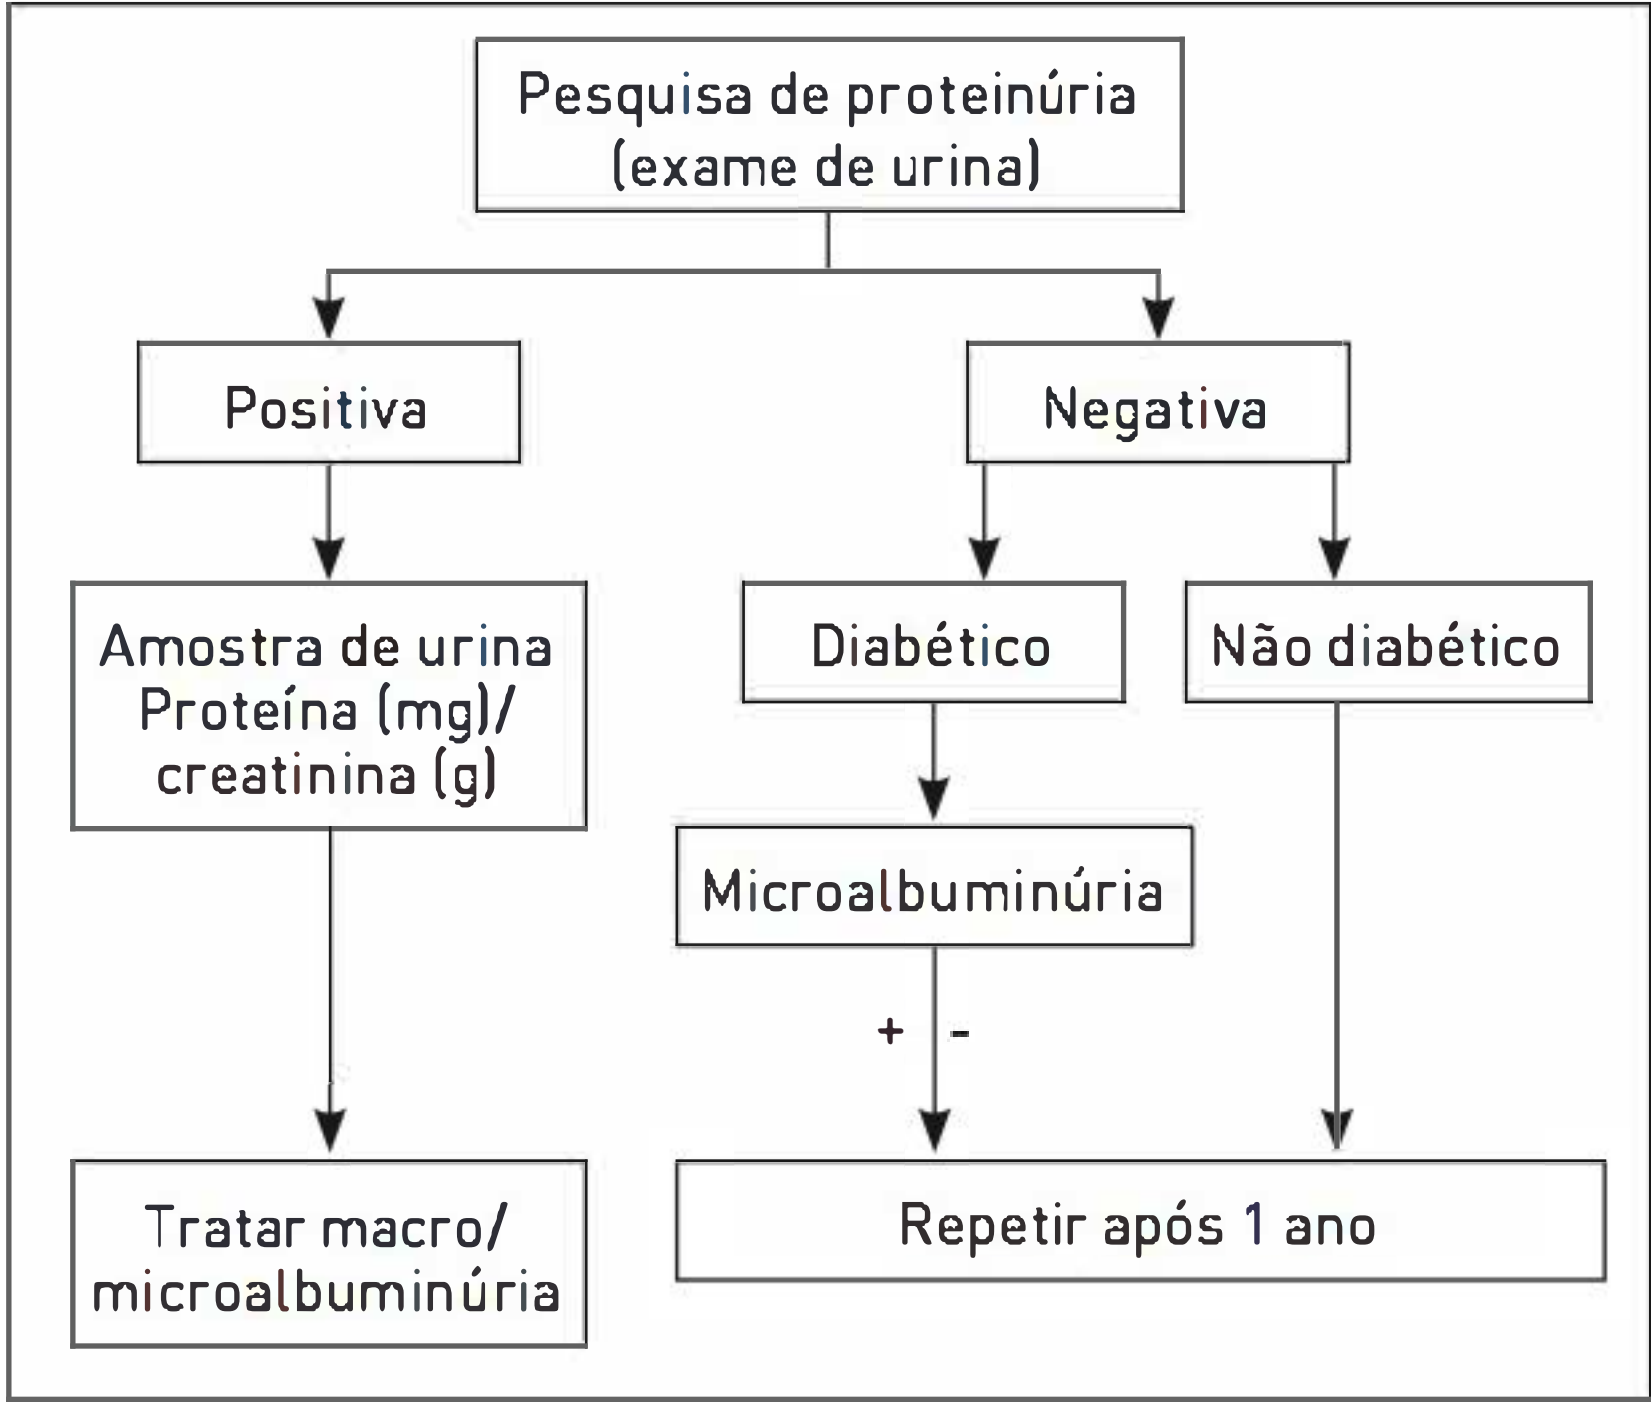 Pesquisa de proteinúria
(exame de urina)
Positiva
Negativa
Amostra de urina
Proteína (mg)/
creatinina (g)
Diabético
Não diabético
Microalbuminúria
+ -
Tratar macro/
microalbuminúria
Repetir após 1 ano